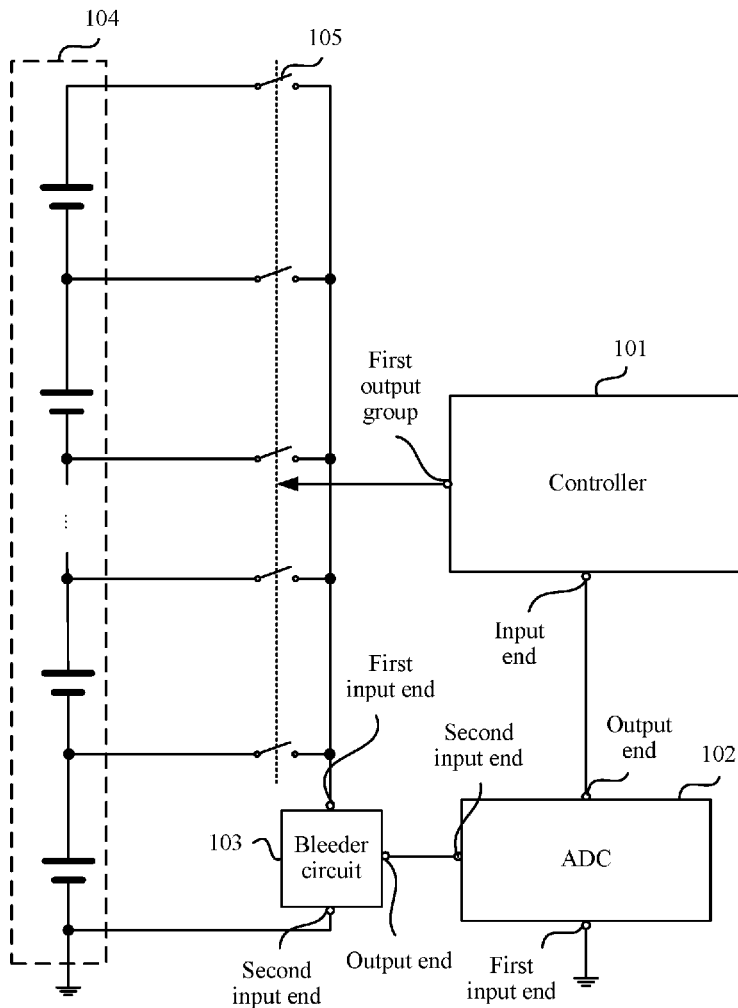 104
105
101
First
output
group
Controller
...
Input
end
First
input end
Second
input end
Output
end
102
103
Bleeder
circuit
ADC
Second
input end
Output end
First
input end